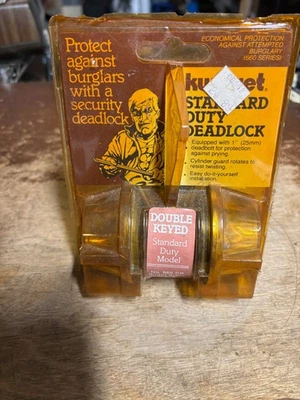 Protect
against
burglars
with a
security
deadlock
ECONOMICAL PROTECTION
AGAINST ATTEMPTED
BURGLARY
(660 SERIES)
STANDARD
DUTY
DEADLOCK
• Equipped with 1" (25mm)
deadbolt for protection
against prying.
• Cylinder guard rotates to
resist twisting.
• Easy do-it-yourself
installation.
DOUBLE
KEYED
Standard
Duty
Model